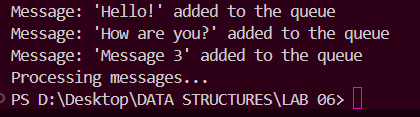 Message: 'Hello!' added to the queue
Message: 'How are you?' added to the queue
Message: 'Message 3' added to the queue
Processing messages...
PS D:\Desktop\DATA STRUCTURES\LAB 06>